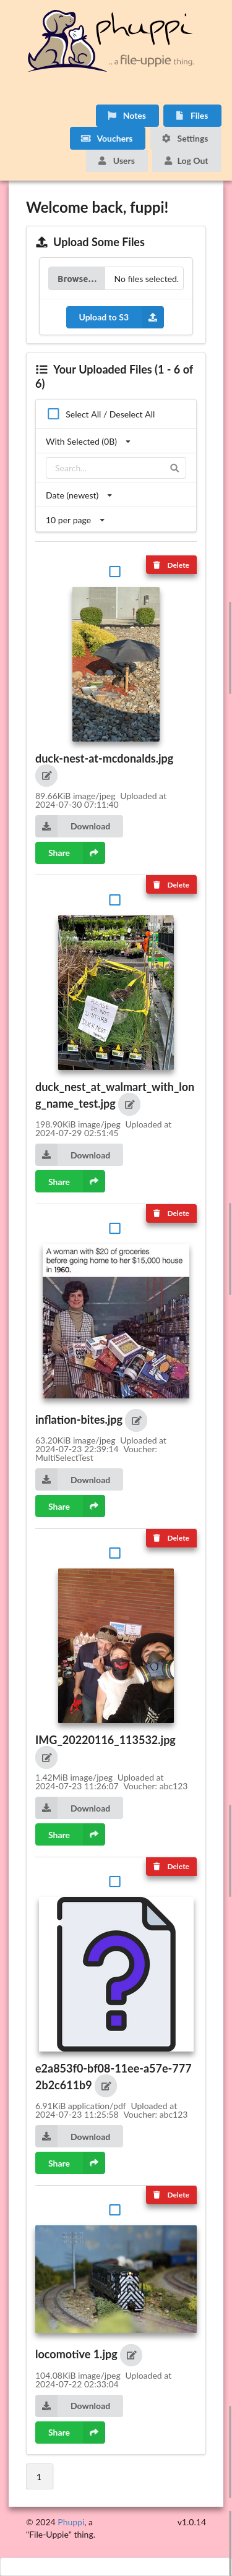 phuppi
.. a file-uppie thing.
Notes
Files
Vouchers
Settings
Users
Log Out
Welcome back, fuppi!
Upload Some Files
Browse... No files selected.
Upload to S3
Your Uploaded Files (1 - 6 of
6)
Select All / Deselect All
With Selected (0B)
Search...
Date (newest)
10 per page
Delete
duck-nest-at-mcdonalds.jpg
89.66KiB image/jpeg Uploaded at
2024-07-30 07:11:40
Download
Share
Delete
DO NOT
DISTURB
DUCK NEST
duck_nest_at_walmart_with_lon
g_name_test.jpg
198.90KiB image/jpeg Uploaded at
2024-07-29 02:51:45
Download
Share
Delete
A woman with $20 of groceries
before going home to her $15,000 house
in 1960.
inflation-bites.jpg
63.20KiB image/jpeg Uploaded at
2024-07-23 22:39:14 Voucher:
MultiSelectTest
Download
Share
Delete
IMG_20220116_113532.jpg
1.42MiB image/jpeg Uploaded at
2024-07-23 11:26:07 Voucher: abc123
Download
Share
Delete
?
e2a853f0-bf08-11ee-a57e-777
2b2c611b9
6.91KiB application/pdf Uploaded at
2024-07-23 11:25:58 Voucher: abc123
Download
Share
Delete
locomotive 1.jpg
104.08KiB image/jpeg Uploaded at
2024-07-22 02:33:04
Download
Share
1
© 2024 Phuppi, a
"File-Uppie" thing.
v1.0.14